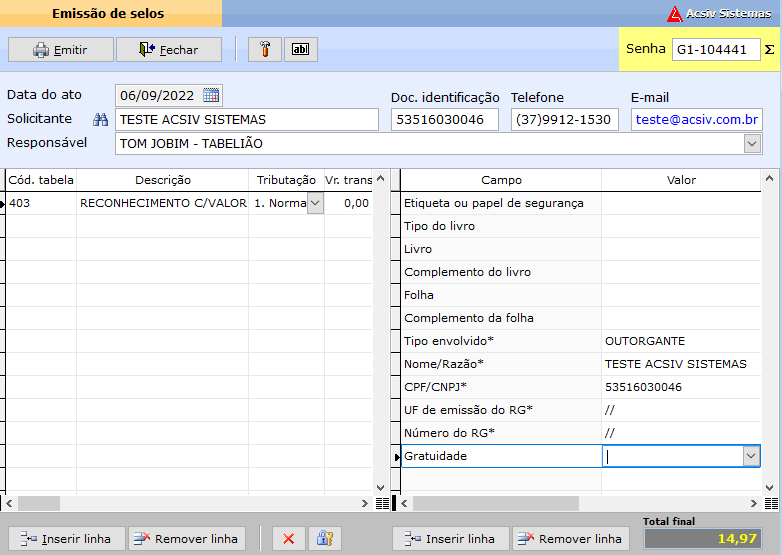 Emissão de selos
Acsiv Sistemas
Emitir Fechar abl Senha G1-104441 Σ
Data do ato 06/09/2022 Doc. identificação Telefone E-mail
Solicitante TESTE ACSIV SISTEMAS 53516030046 (37)9912-1530 teste@acsiv.com.br
Responsável TOM JOBIM - TABELIÃO
Cód. tabela Descrição Tributação Vr. trans
403 RECONHECIMENTO C/VALOR 1. Norma 0,00
Campo Valor
Etiqueta ou papel de segurança
Tipo do livro
Livro
Complemento do livro
Folha
Complemento da folha
Tipo envolvido* OUTORGANTE
Nome/Razão* TESTE ACSIV SISTEMAS
CPF/CNPJ* 53516030046
UF de emissão do RG* //
Número do RG* //
Gratuidade
Inserir linha Remover linha Inserir linha Remover linha
Total final
14,97